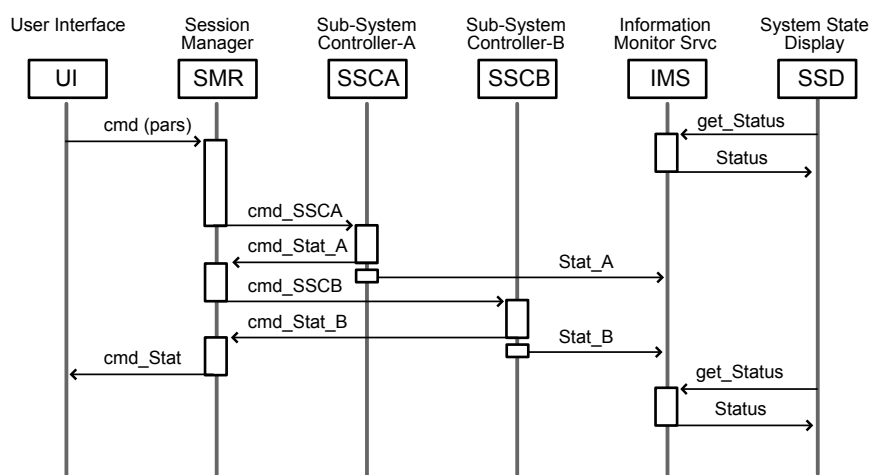 User Interface
Session
Manager
Sub-System
Controller-A
Sub-System
Controller-B
Information
Monitor Srvc
System State
Display
UI
SMR
SSCA
SSCB
IMS
SSD
cmd (pars)
get_Status
Status
cmd_SSCA
cmd_Stat_A
Stat_A
cmd_SSCB
cmd_Stat_B
Stat_B
cmd_Stat
get_Status
Status